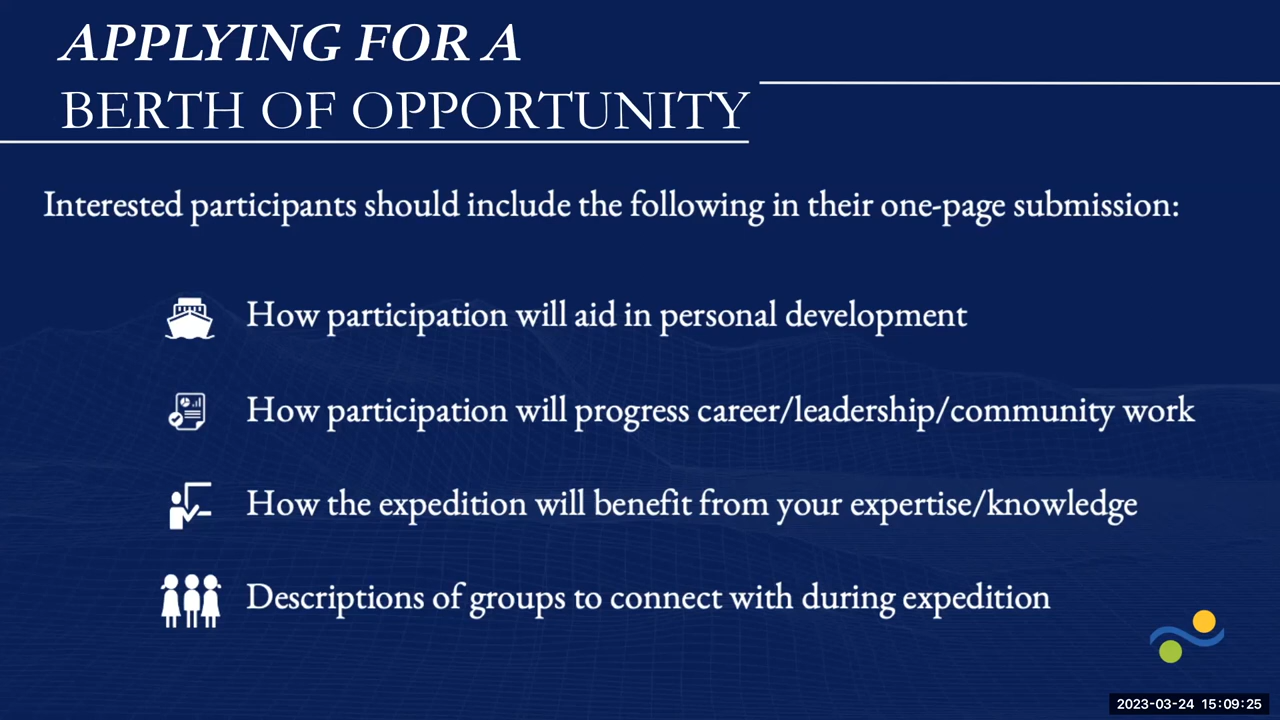 APPLYING FOR A
BERTH OF OPPORTUNITY
Interested participants should include the following in their one-page submission:
How participation will aid in personal development
How participation will progress career/leadership/community work
How the expedition will benefit from your expertise/knowledge
Descriptions of groups to connect with during expedition
2023-03-24 15:09:25